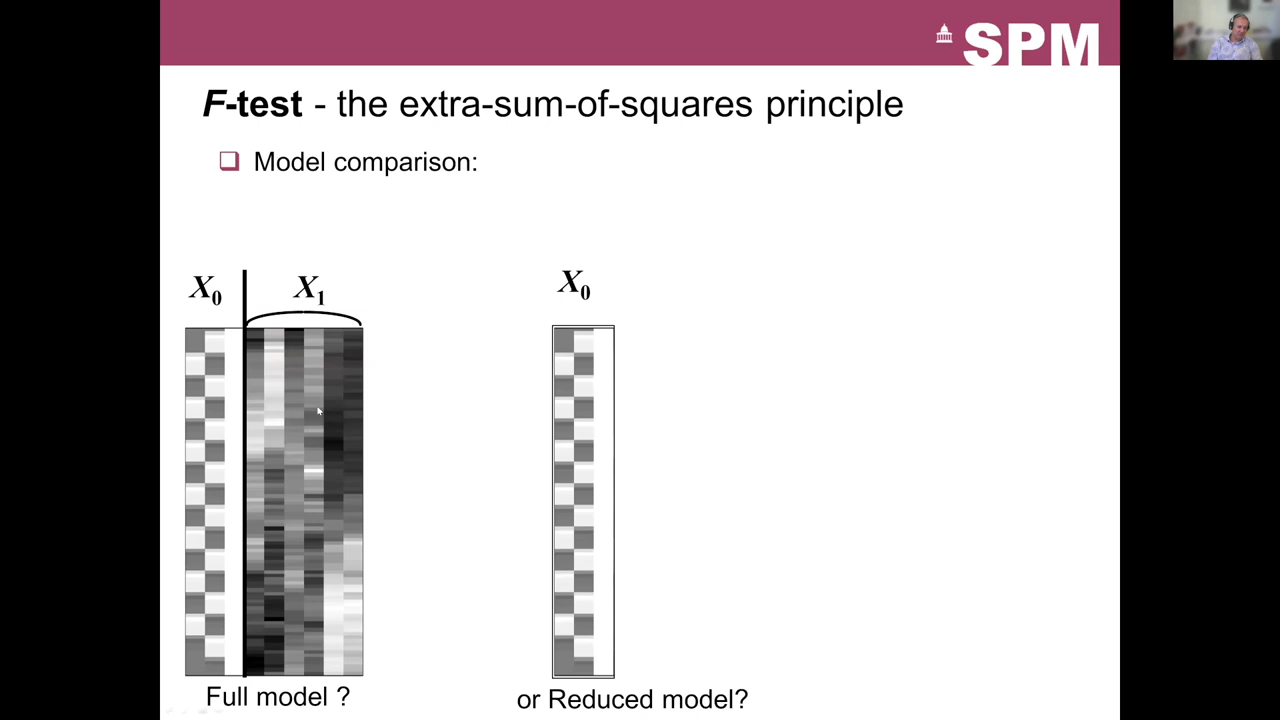 SPM
F-test - the extra-sum-of-squares principle
❑ Model comparison:
X₀ X₁ X₀
Full model ? or Reduced model?